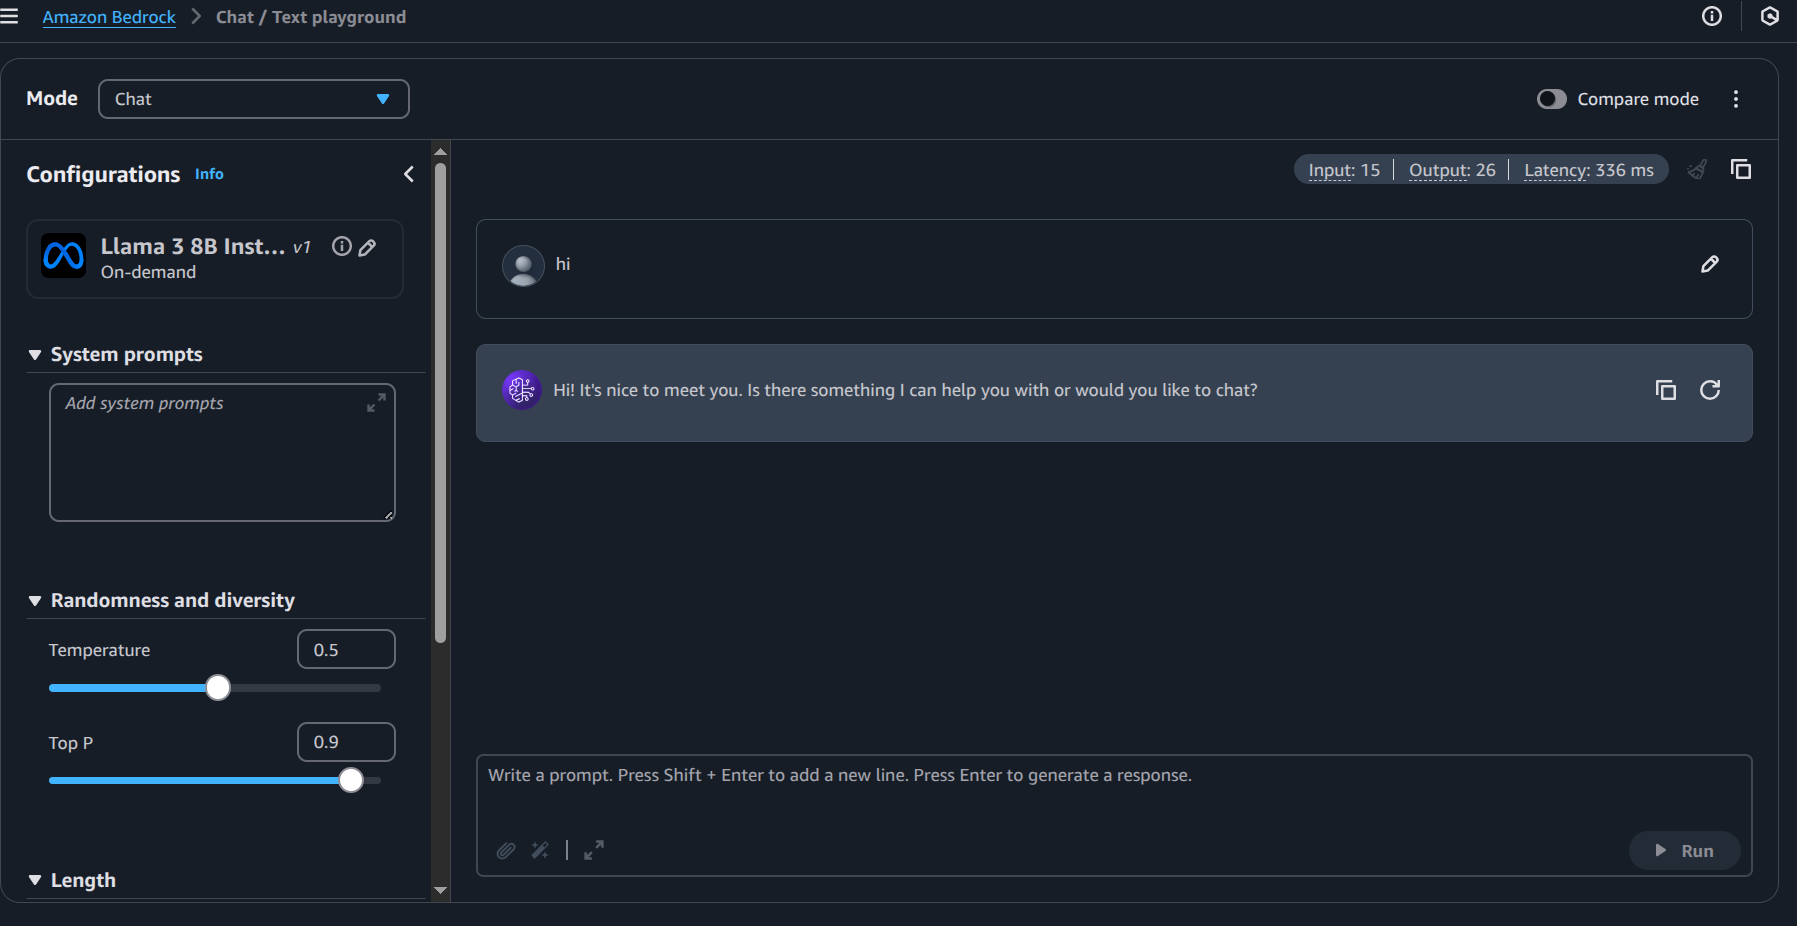 Amazon Bedrock > Chat / Text playground
Mode
Chat
Compare mode
Configurations Info
Llama 3 8B Inst... v1
On-demand
System prompts
Add system prompts
Randomness and diversity
Temperature
0.5
Top P
0.9
Length
Input: 15 | Output: 26 | Latency: 336 ms
hi
Hi! It's nice to meet you. Is there something I can help you with or would you like to chat?
Write a prompt. Press Shift + Enter to add a new line. Press Enter to generate a response.
Run